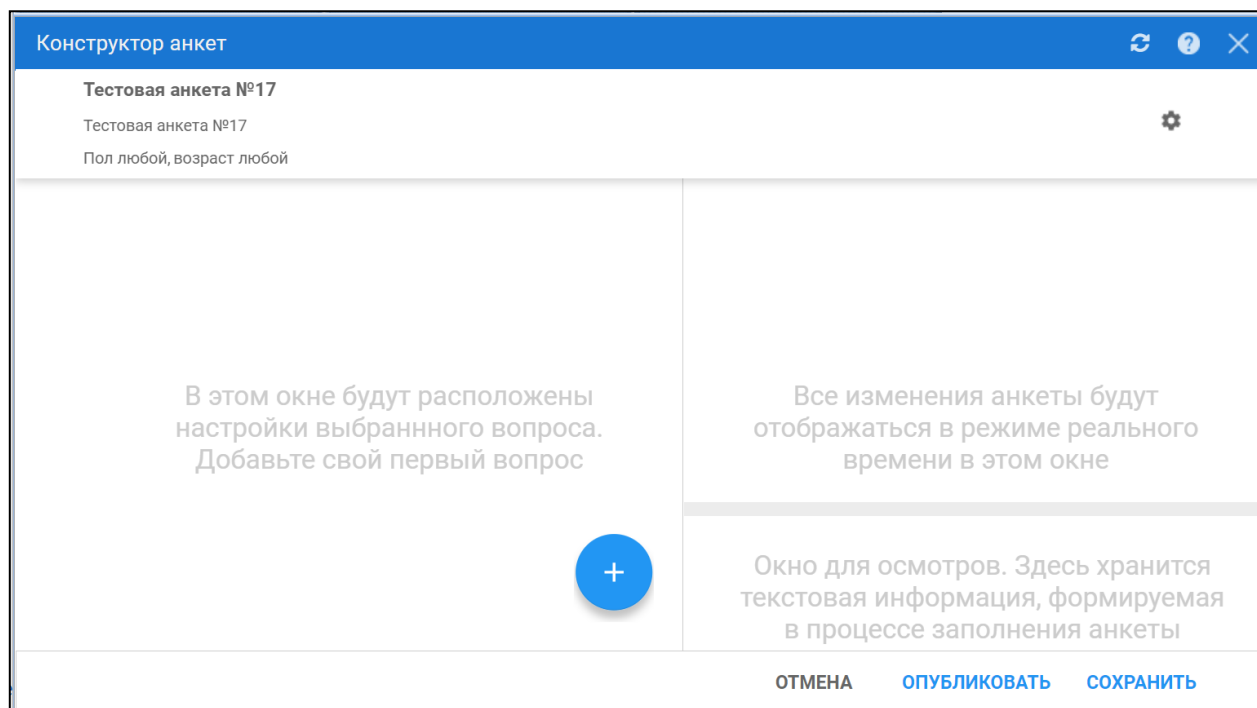 Конструктор анкет
Тестовая анкета №17
Тестовая анкета №17
Пол любой, возраст любой
В этом окне будут расположены
настройки выбраннного вопроса.
Добавьте свой первый вопрос
Все изменения анкеты будут
отображаться в режиме реального
времени в этом окне
Окно для осмотров. Здесь хранится
текстовая информация, формируемая
в процессе заполнения анкеты
ОТМЕНА ОПУБЛИКОВАТЬ СОХРАНИТЬ